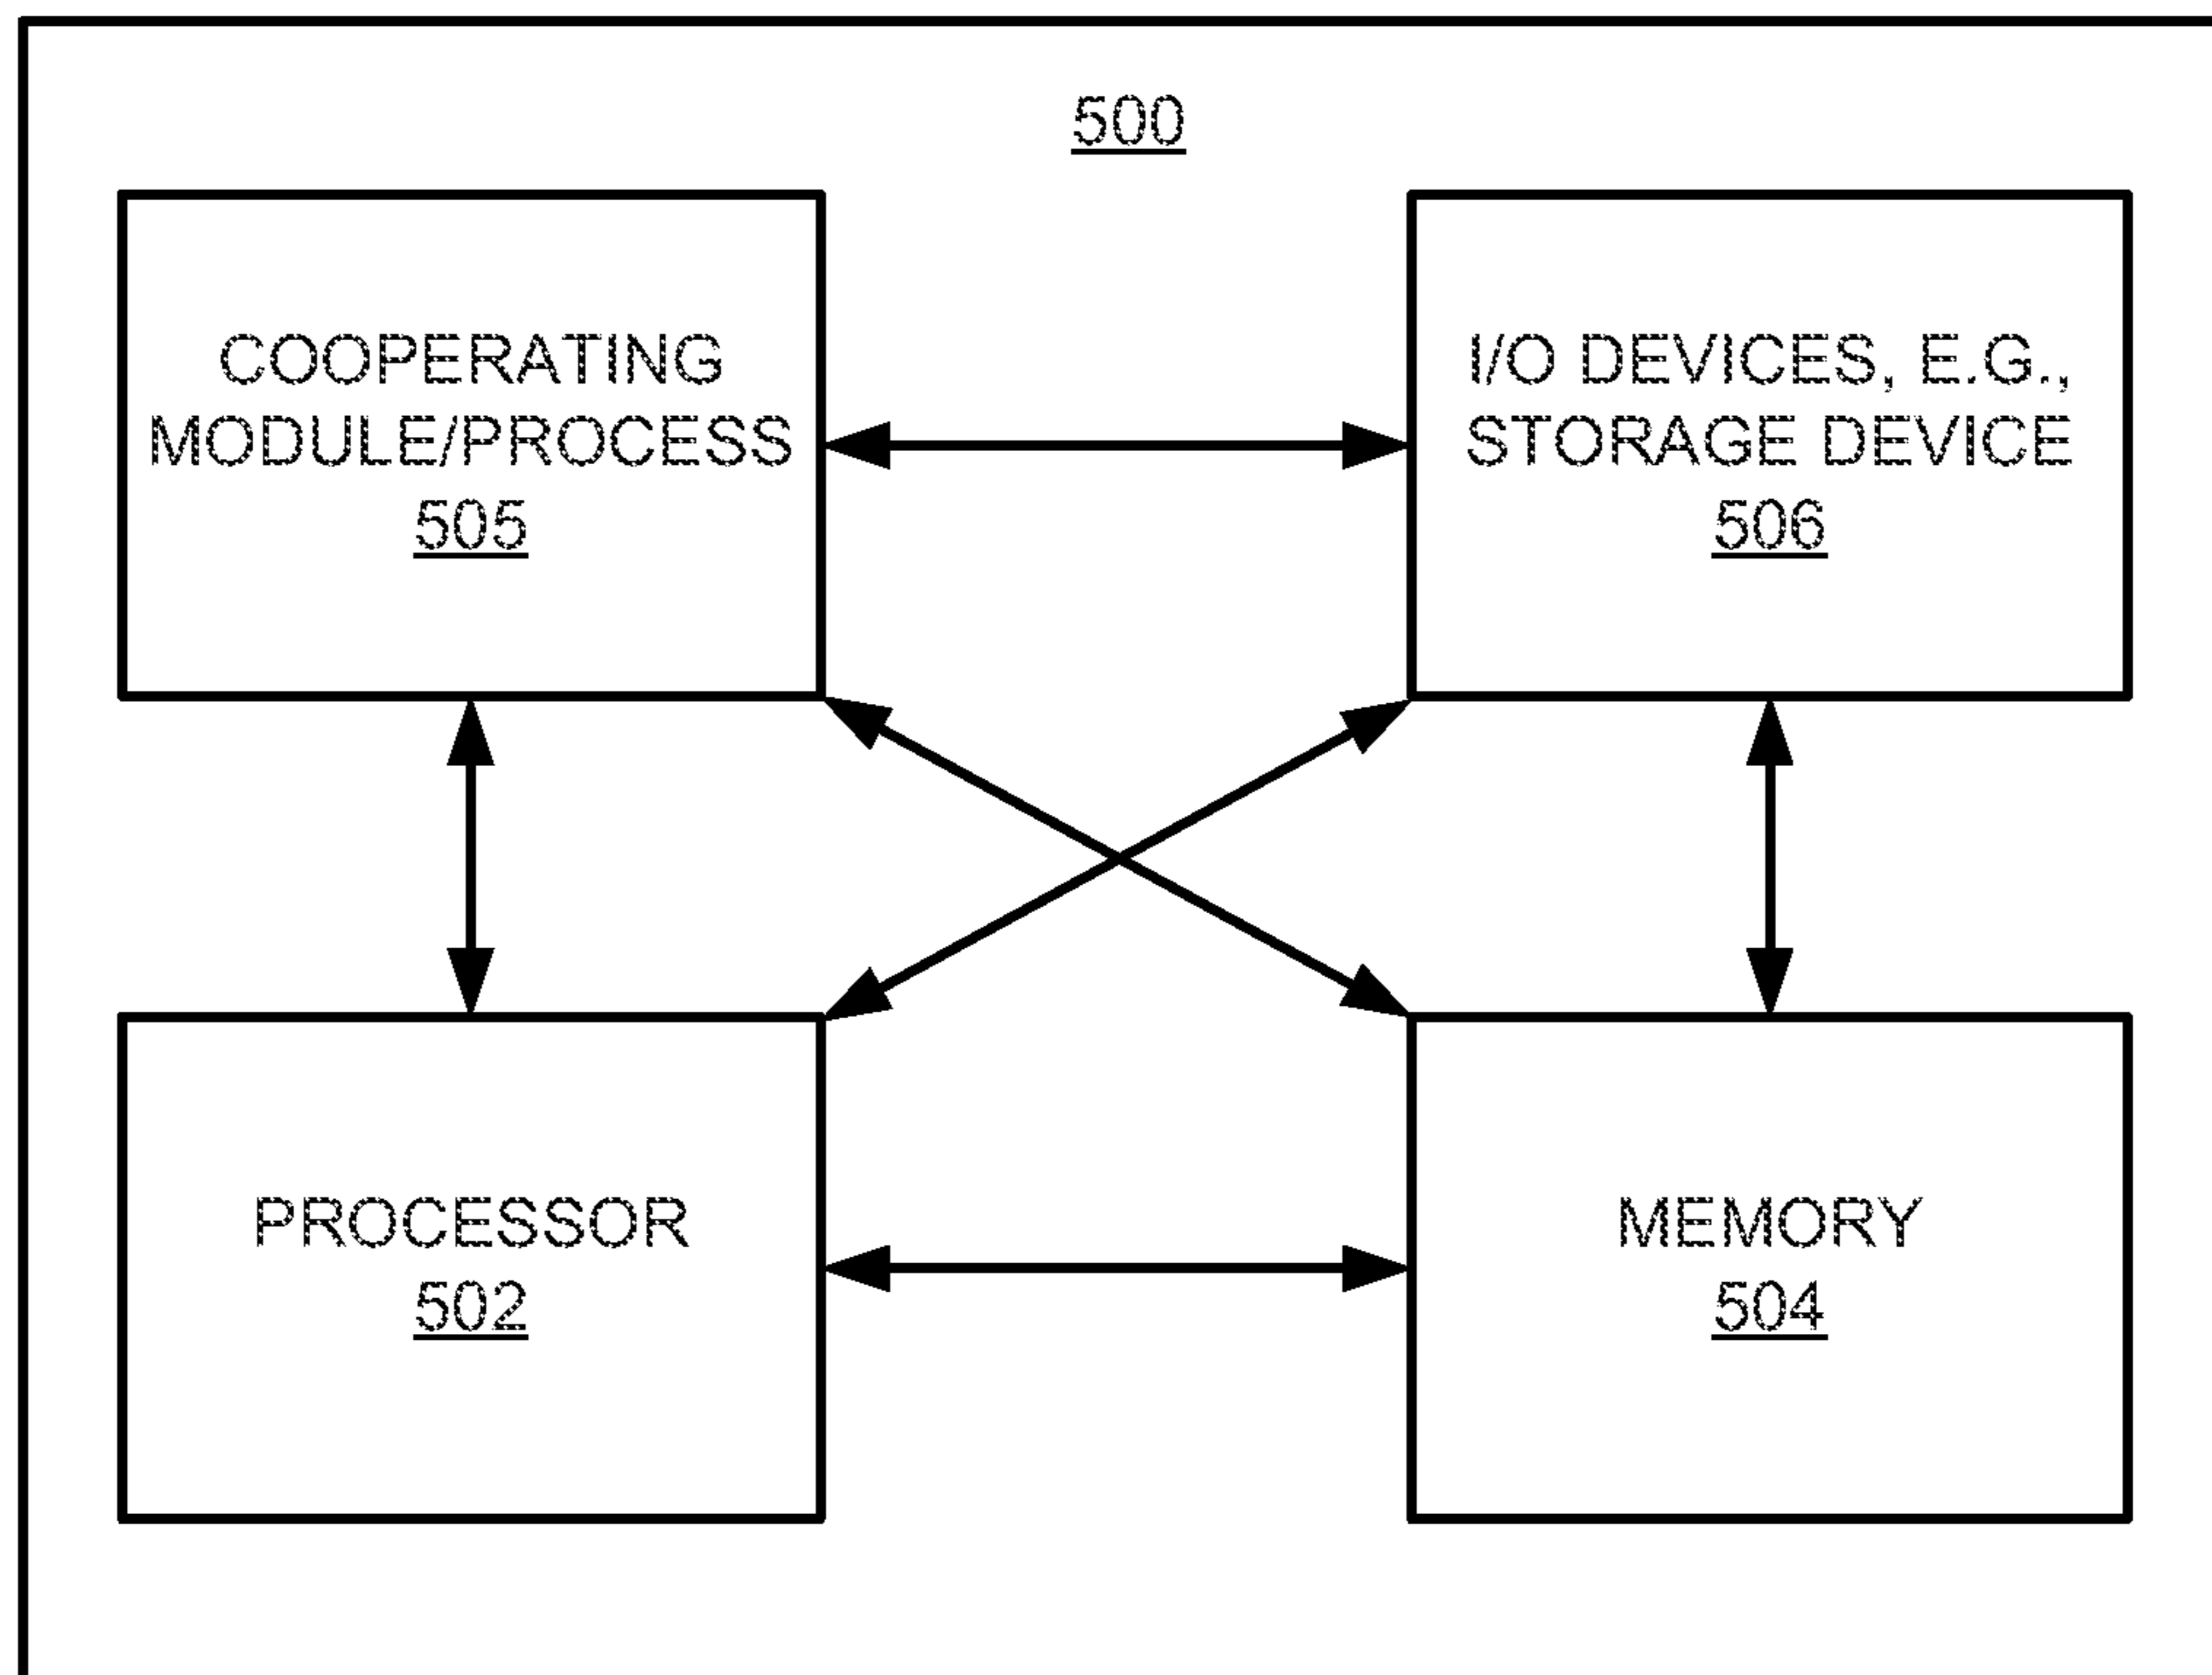 500
COOPERATING
MODULE/PROCESS
505
I/O DEVICES, E.G.,
STORAGE DEVICE
506
PROCESSOR
502
MEMORY
504